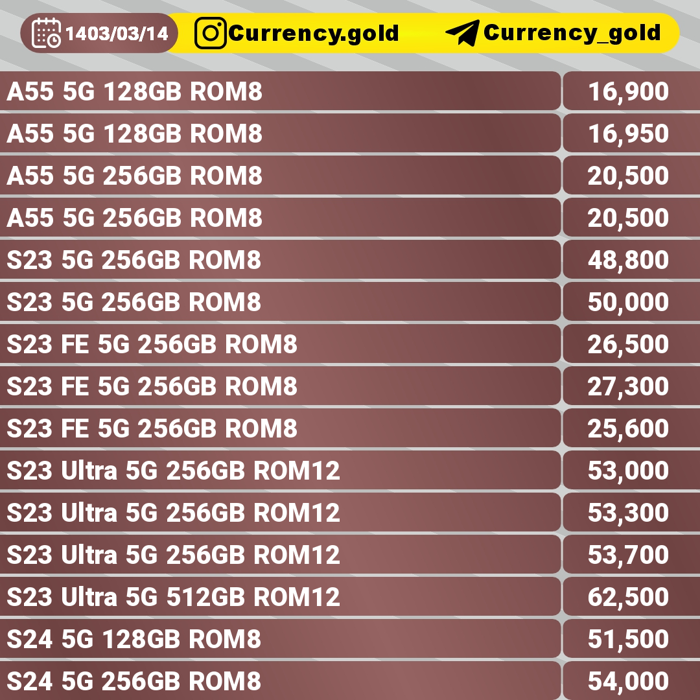 1403/03/14 Currency.gold Currency_gold
A55 5G 128GB ROM8 16,900
A55 5G 128GB ROM8 16,950
A55 5G 256GB ROM8 20,500
A55 5G 256GB ROM8 20,500
S23 5G 256GB ROM8 48,800
S23 5G 256GB ROM8 50,000
S23 FE 5G 256GB ROM8 26,500
S23 FE 5G 256GB ROM8 27,300
S23 FE 5G 256GB ROM8 25,600
S23 Ultra 5G 256GB ROM12 53,000
S23 Ultra 5G 256GB ROM12 53,300
S23 Ultra 5G 256GB ROM12 53,700
S23 Ultra 5G 512GB ROM12 62,500
S24 5G 128GB ROM8 51,500
S24 5G 256GB ROM8 54,000